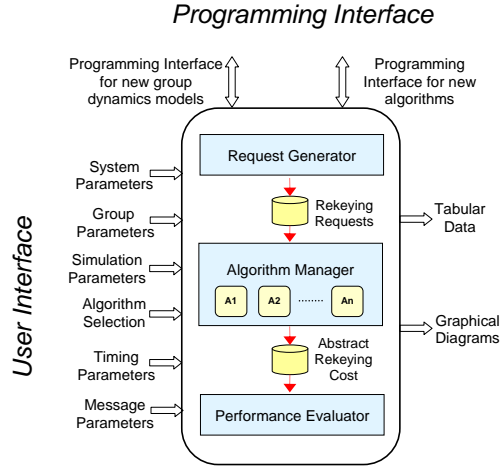 Programming Interface
Programming Interface
for new group
dynamics models
Programming
Interface for new
algorithms
User Interface
System
Parameters
Group
Parameters
Simulation
Parameters
Algorithm
Selection
Timing
Parameters
Message
Parameters
Request Generator
Rekeying
Requests
Algorithm Manager
A1 A2 ........ An
Abstract
Rekeying
Cost
Performance Evaluator
Tabular
Data
Graphical
Diagrams